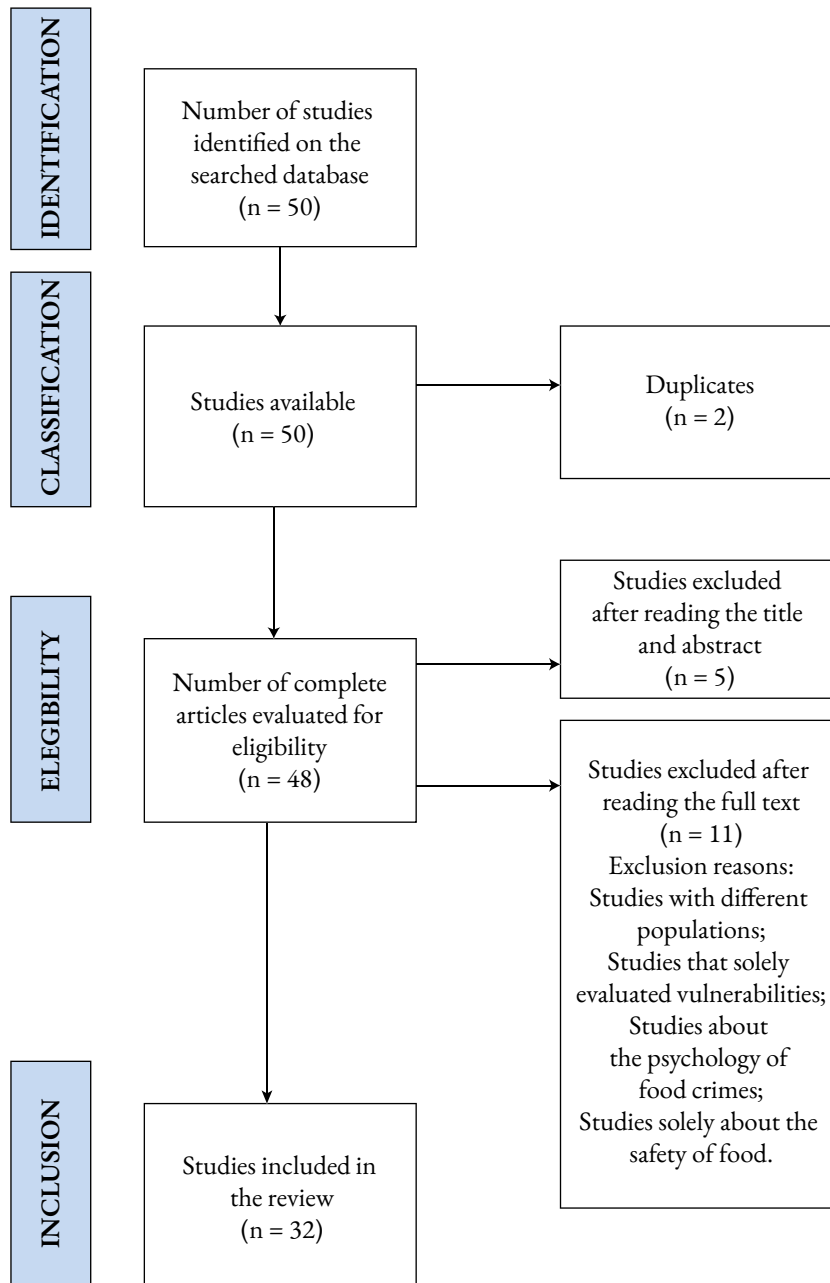 IDENTIFICATION
Number of studies
identified on the
searched database
(n = 50)
CLASSIFICATION
Studies available
(n = 50)
Duplicates
(n = 2)
ELEGIBILITY
Number of complete
articles evaluated for
eligibility
(n = 48)
Studies excluded
after reading the title
and abstract
(n = 5)
Studies excluded after
reading the full text
(n = 11)
Exclusion reasons:
Studies with different
populations;
Studies that solely
evaluated vulnerabilities;
Studies about
the psychology of
food crimes;
Studies solely about the
safety of food.
INCLUSION
Studies included in
the review
(n = 32)